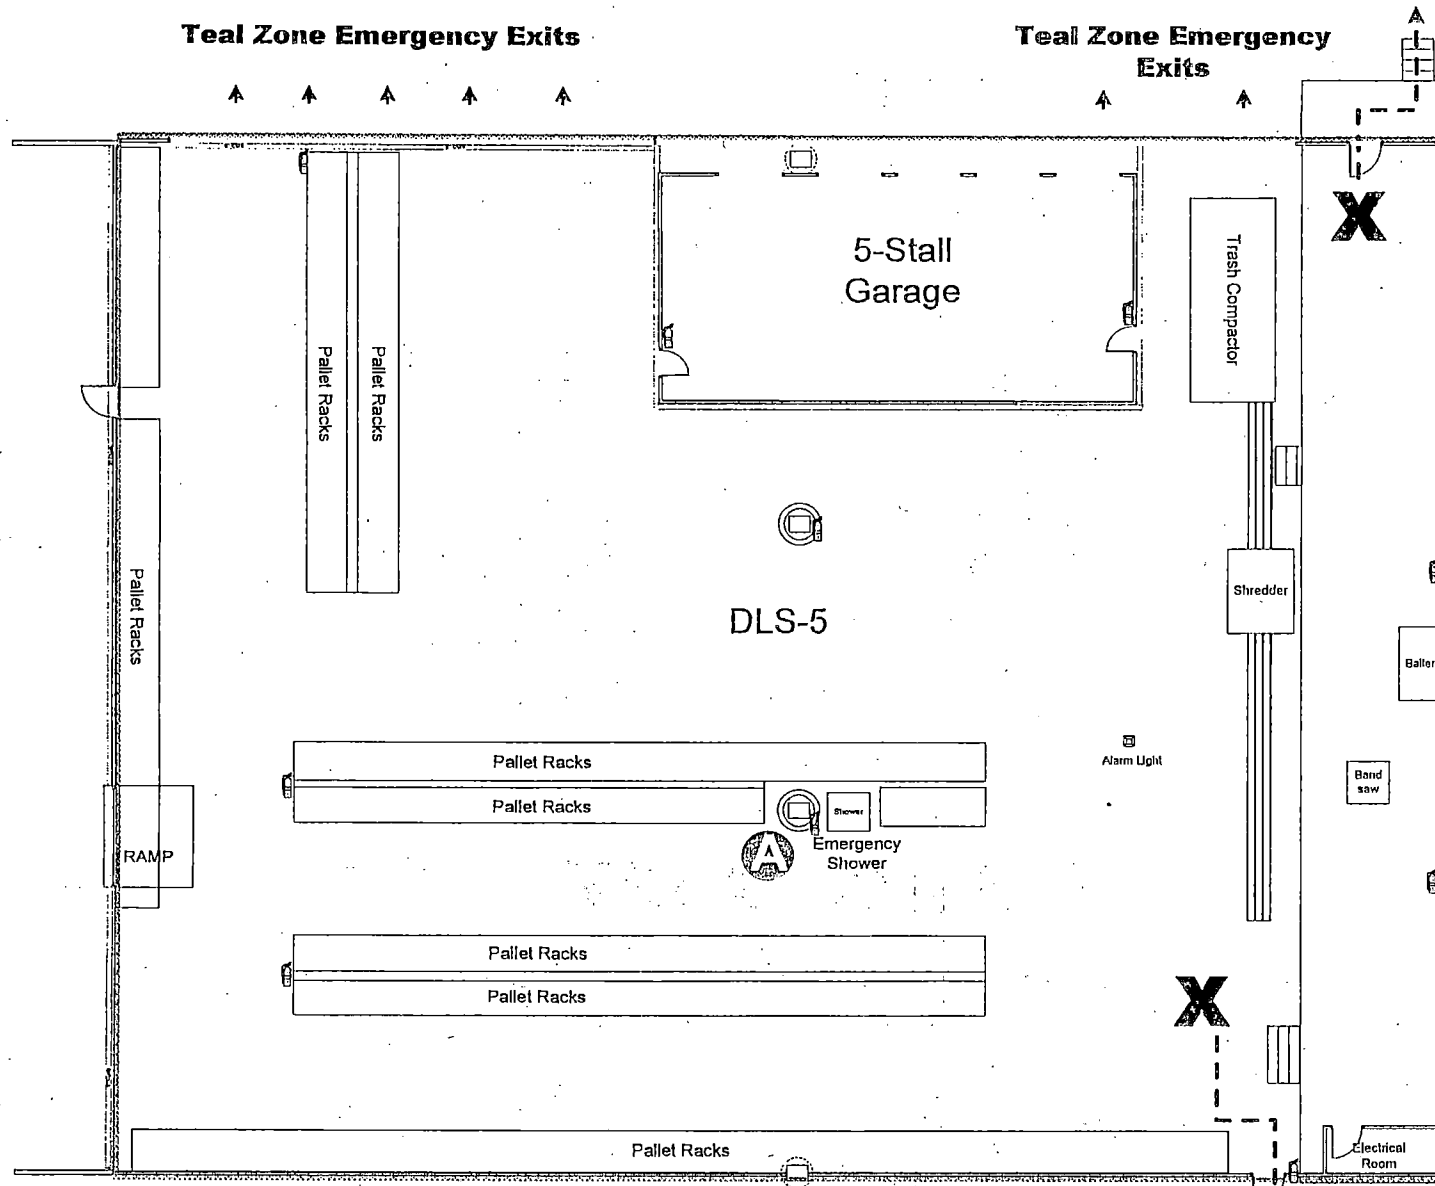 Teal Zone Emergency Exits
Teal Zone Emergency
Exits
5-Stall
Garage
Trash Compactor
Pallet Racks
Pallet Racks
Pallet Racks
Shredder
DLS-5
Baller
Pallet Racks
Alarm Light
Band
saw
Pallet Racks
Shower
Emergency
Shower
A
RAMP
Pallet Racks
Pallet Racks
X
X
Pallet Racks
Electrical
Room